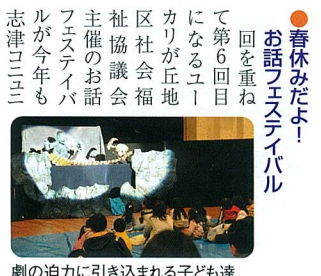 ●春休みだよ!
お話フェスティバル
回を重ね
て第6回目
になるユー
カリが丘地
区社会福
祉協議会
主催のお話
フェスティバ
ルが今年も
志津コミュニ
劇の迫力に引き込まれる子ども達